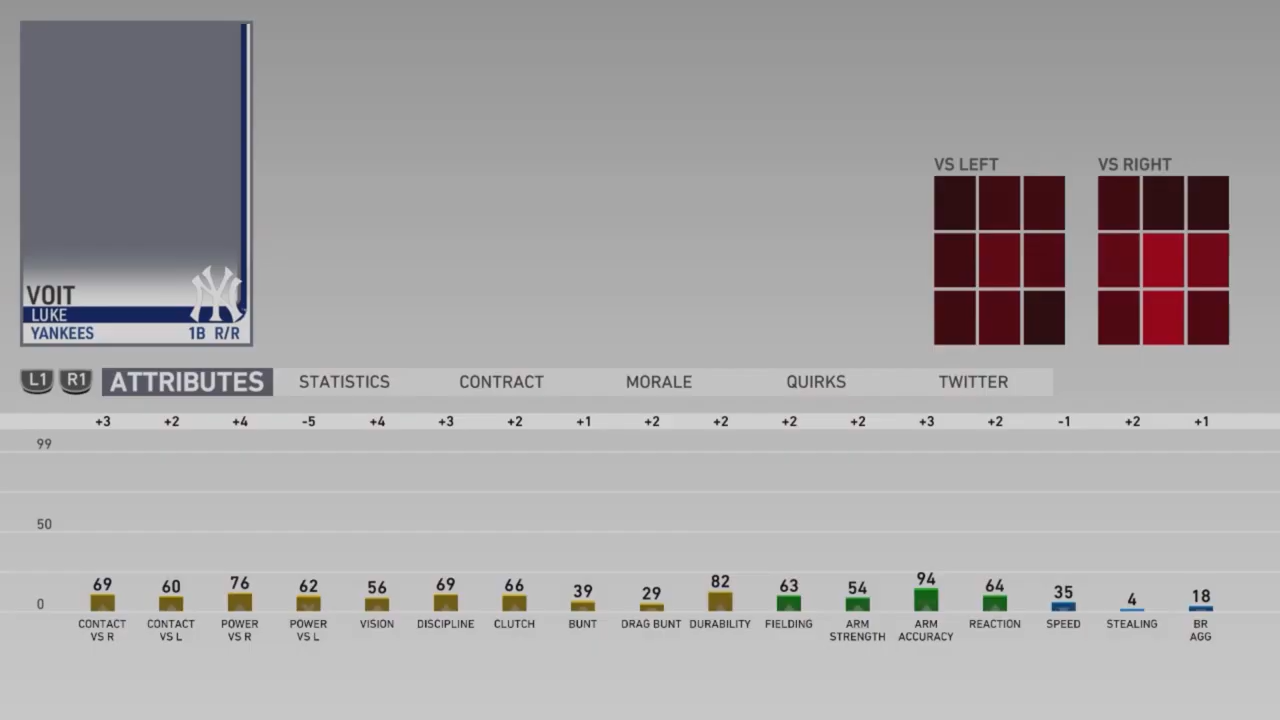 VS LEFT VS RIGHT
VOIT
LUKE
YANKEES 1B R/R
NY
L1 R1 ATTRIBUTES STATISTICS CONTRACT MORALE QUIRKS TWITTER
+3 +2 +4 -5 +4 +3 +2 +1 +2 +2 +2 +2 +3 +2 -1 +2 +1
99
50
0
69 60 76 62 56 69 66 39 29 82 63 54 94 64 35 4 18
CONTACT CONTACT POWER POWER VISION DISCIPLINE CLUTCH BUNT DRAG BUNT DURABILITY FIELDING ARM ARM REACTION SPEED STEALING BR
VS R VS L VS R VS L STRENGTH ACCURACY AGG